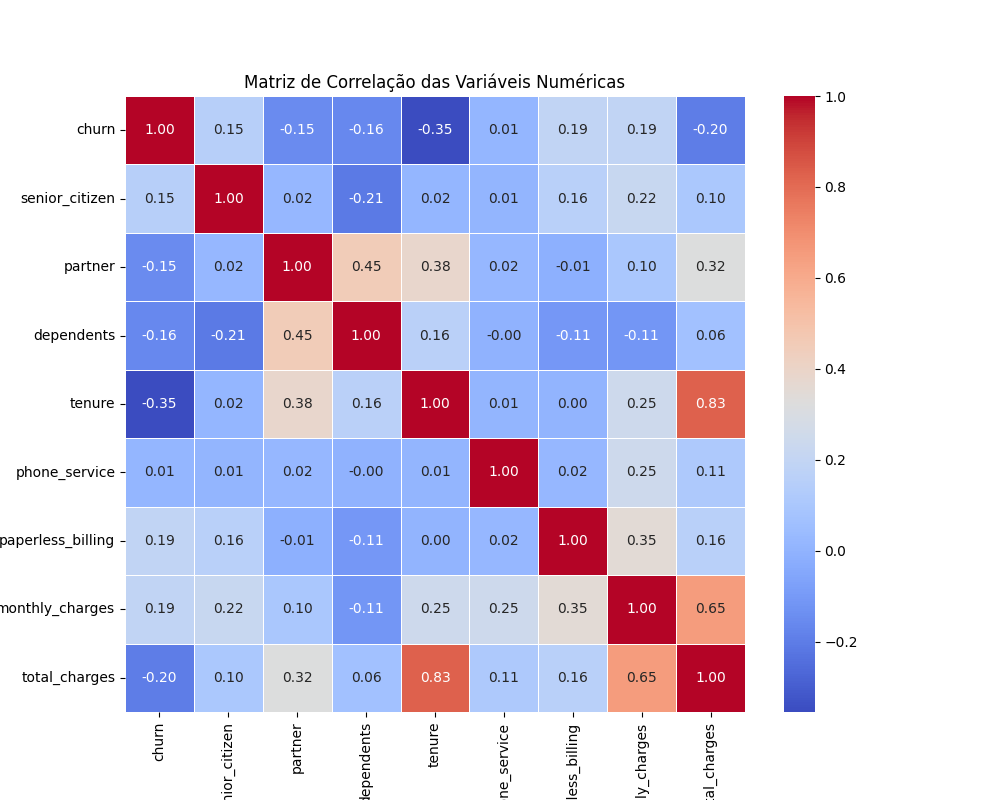 Matriz de Correlação das Variáveis Numéricas
churn 1.00 0.15 -0.15 -0.16 -0.35 0.01 0.19 0.19 -0.20
senior_citizen 0.15 1.00 0.02 -0.21 0.02 0.01 0.16 0.22 0.10
partner -0.15 0.02 1.00 0.45 0.38 0.02 -0.01 0.10 0.32
dependents -0.16 -0.21 0.45 1.00 0.16 -0.00 -0.11 -0.11 0.06
tenure -0.35 0.02 0.38 0.16 1.00 0.01 0.00 0.25 0.83
phone_service 0.01 0.01 0.02 -0.00 0.01 1.00 0.02 0.25 0.11
paperless_billing 0.19 0.16 -0.01 -0.11 0.00 0.02 1.00 0.35 0.16
monthly_charges 0.19 0.22 0.10 -0.11 0.25 0.25 0.35 1.00 0.65
total_charges -0.20 0.10 0.32 0.06 0.83 0.11 0.16 0.65 1.00
churn
nior_citizen
partner
dependents
tenure
ne_service
less_billing
ly_charges
tal_charges
1.0
0.8
0.6
0.4
0.2
0.0
−0.2